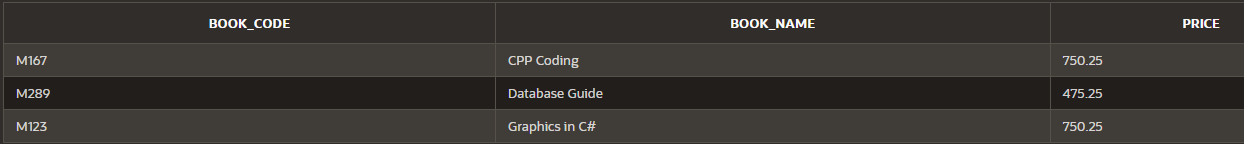 BOOK_CODE BOOK_NAME PRICE
M167 CPP Coding 750.25
M289 Database Guide 475.25
M123 Graphics in C# 750.25